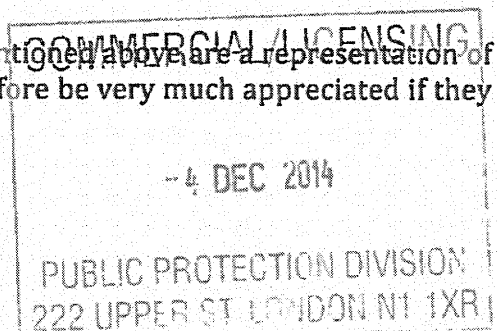 COMMERCIAL/LICENSING
ntioned above are a representation of
fore be very much appreciated if they
-4 DEC 2014
PUBLIC PROTECTION DIVISION
222 UPPER ST LONDON N1 1XR